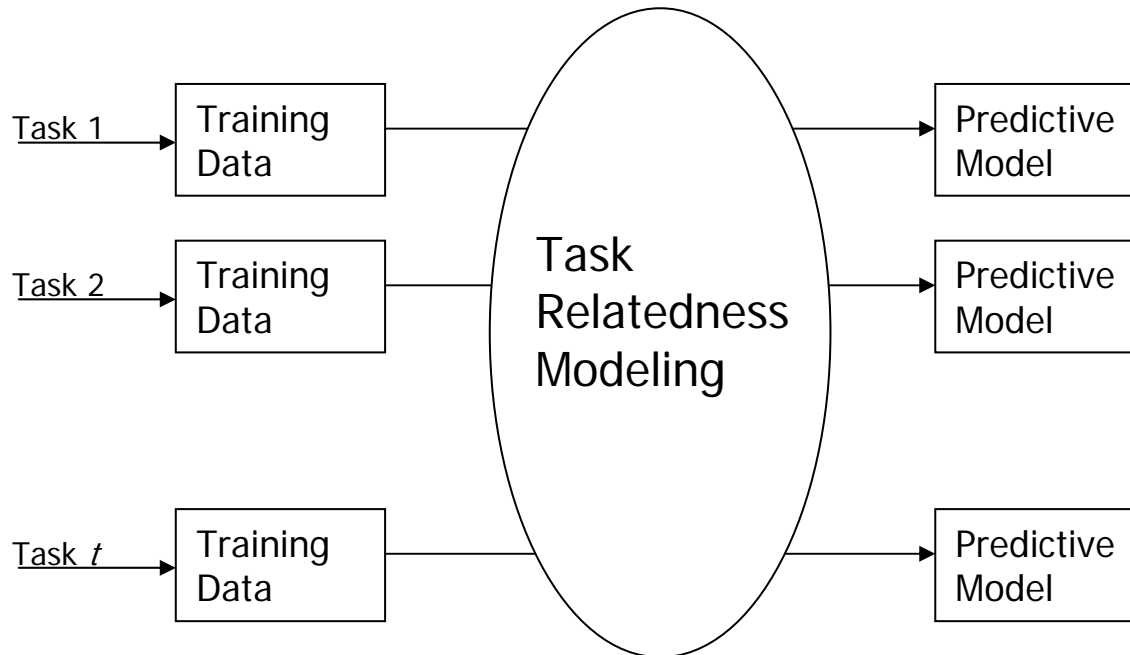 Task 1
Training
Data
Predictive
Model
Task 2
Training
Data
Task
Relatedness
Modeling
Predictive
Model
Task t
Training
Data
Predictive
Model